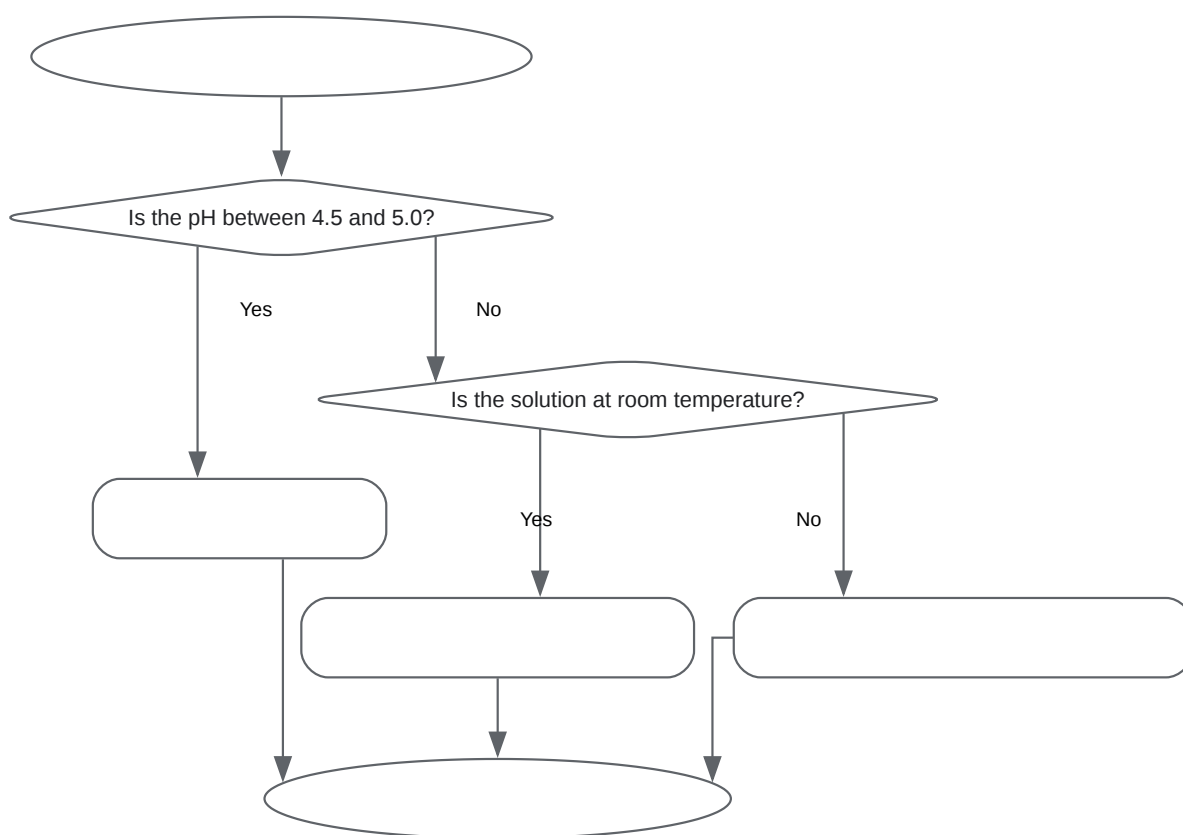 Is the pH between 4.5 and 5.0?
Yes
No
Is the solution at room temperature?
Yes
No